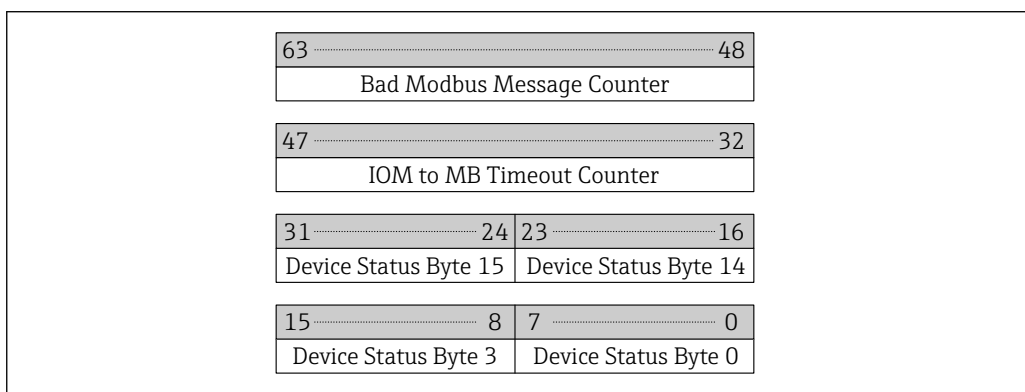 63 48
Bad Modbus Message Counter
47 32
IOM to MB Timeout Counter
31 24 23 16
Device Status Byte 15 Device Status Byte 14
15 8 7 0
Device Status Byte 3 Device Status Byte 0